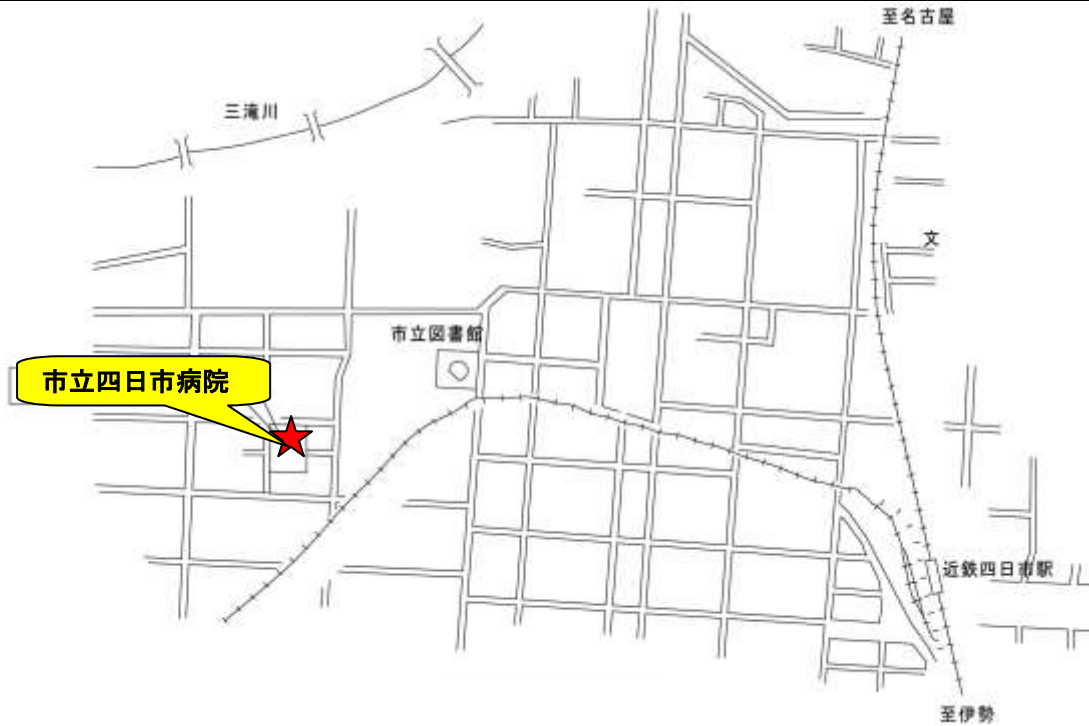 至名古屋
三滝川
文
市立図書館
市立四日市病院
近鉄四日市駅
至伊勢